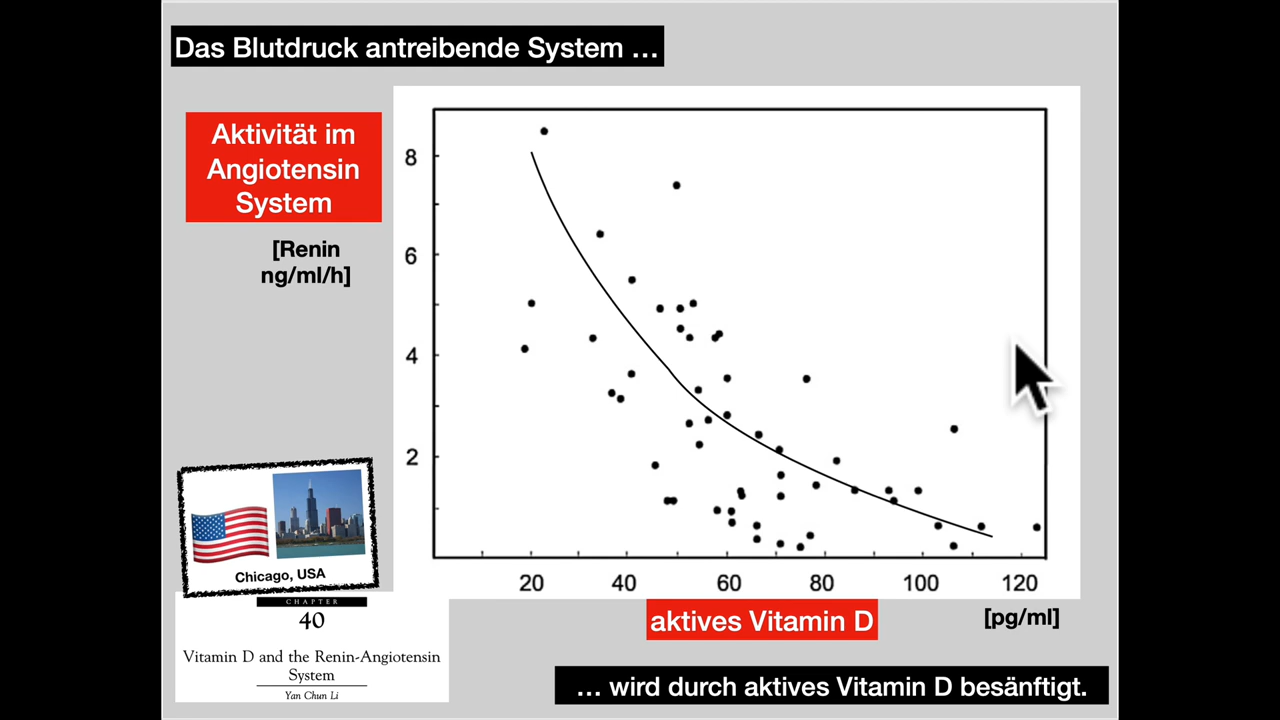 Das Blutdruck antreibende System …
Aktivität im
Angiotensin
System
[Renin
ng/ml/h]
8
6
4
2
20 40 60 80 100 120
aktives Vitamin D
[pg/ml]
Chicago, USA
CHAPTER
40
Vitamin D and the Renin-Angiotensin
System
Yan Chun Li
… wird durch aktives Vitamin D besänftigt.